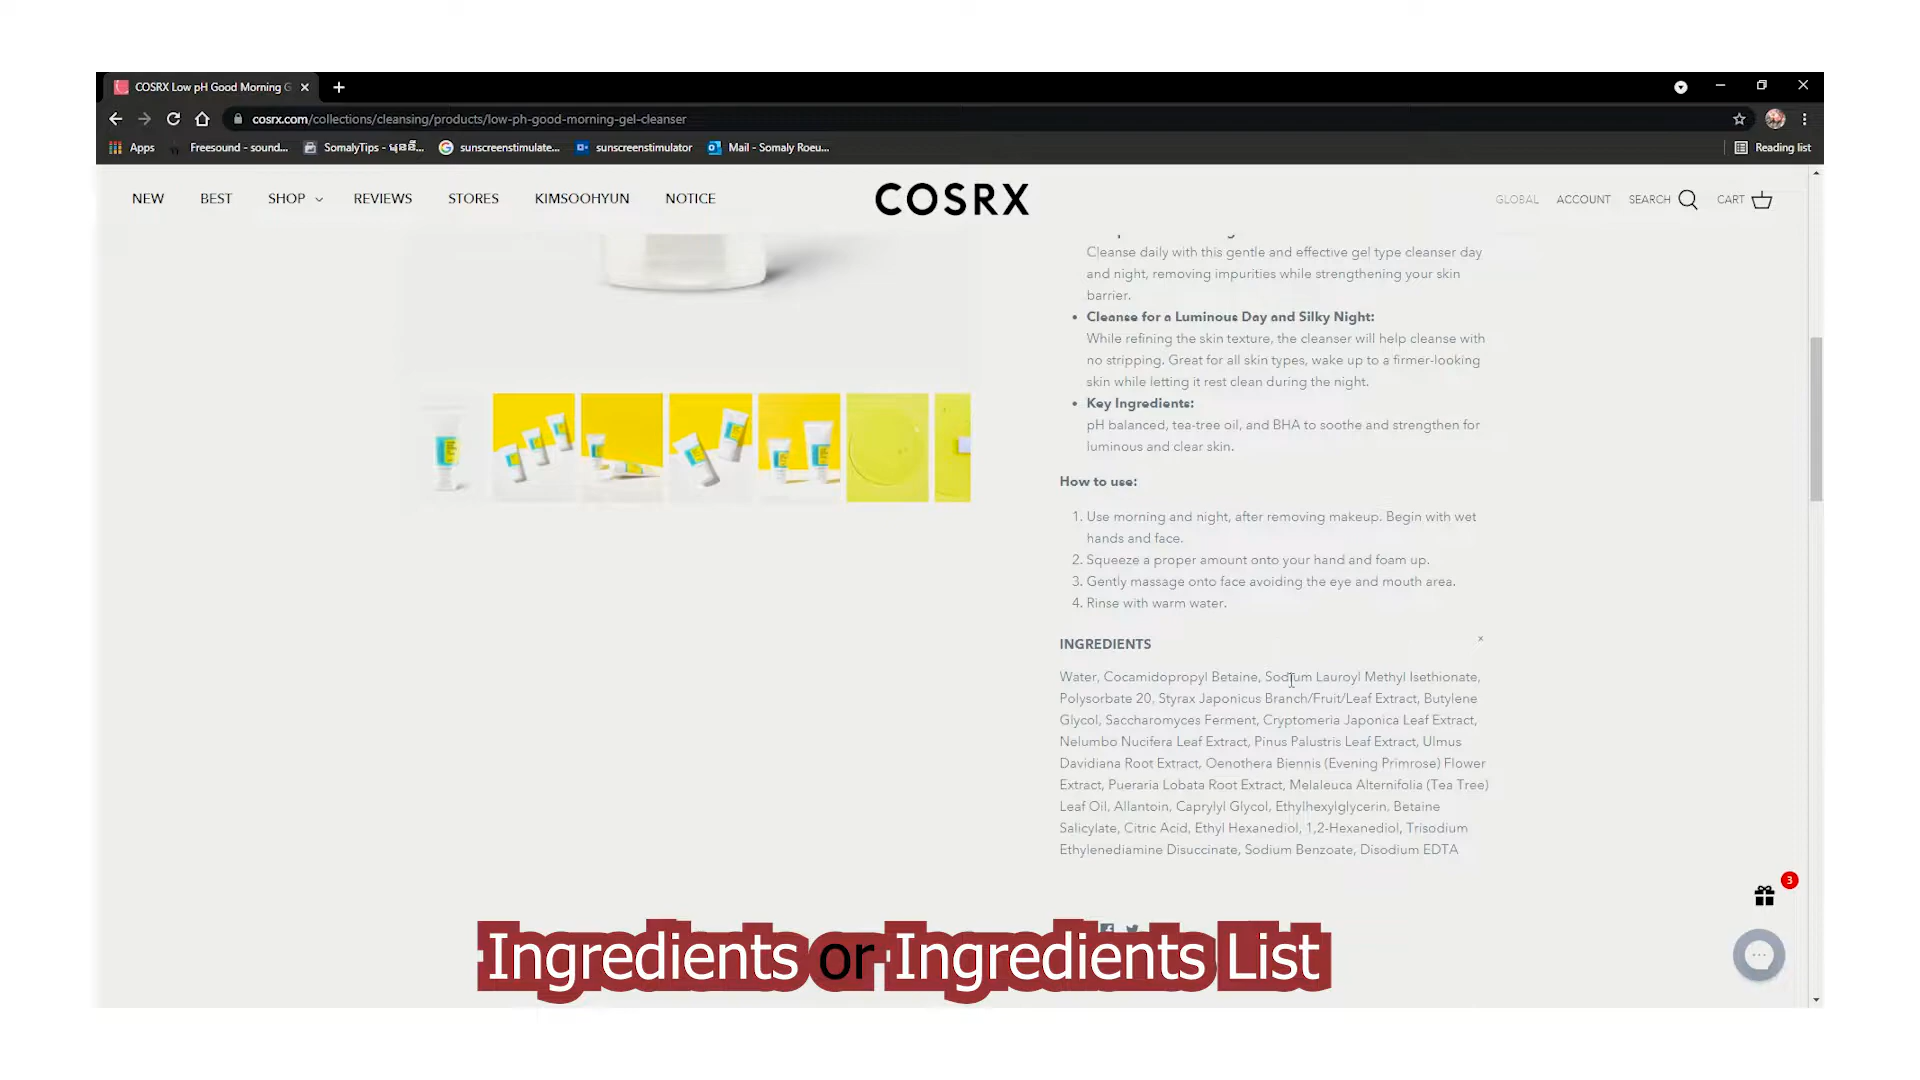 COSRX Low pH Good Morning G
cosrx.com/collections/cleansing/products/low-ph-good-morning-gel-cleanser
Apps
Freesound - sound...
SomalyTips -
sunscreenstimulate...
sunscreenstimulator
Mail - Somaly Roeu...
Reading list
NEW BEST SHOP REVIEWS STORES KIMSOOHYUN NOTICE
COSRX
GLOBAL ACCOUNT SEARCH CART
Cleanse daily with this gentle and effective gel type cleanser day
and night, removing impurities while strengthening your skin
barrier.
• Cleanse for a Luminous Day and Silky Night:
While refining the skin texture, the cleanser will help cleanse with
no stripping. Great for all skin types, wake up to a firmer-looking
skin while letting it rest clean during the night.
• Key Ingredients:
pH balanced, tea-tree oil, and BHA to soothe and strengthen for
luminous and clear skin.
How to use:
1. Use morning and night, after removing makeup. Begin with wet
hands and face.
2. Squeeze a proper amount onto your hand and foam up.
3. Gently massage onto face avoiding the eye and mouth area.
4. Rinse with warm water.
INGREDIENTS
Water, Cocamidopropyl Betaine, Sodium Lauroyl Methyl Isethionate,
Polysorbate 20, Styrax Japonicus Branch/Fruit/Leaf Extract, Butylene
Glycol, Saccharomyces Ferment, Cryptomeria Japonica Leaf Extract,
Nelumbo Nucifera Leaf Extract, Pinus Palustris Leaf Extract, Ulmus
Davidiana Root Extract, Oenothera Biennis (Evening Primrose) Flower
Extract, Pueraria Lobata Root Extract, Melaleuca Alternifolia (Tea Tree)
Leaf Oil, Allantoin, Caprylyl Glycol, Ethylhexylglycerin, Betaine
Salicylate, Citric Acid, Ethyl Hexanediol, 1,2-Hexanediol, Trisodium
Ethylenediamine Disuccinate, Sodium Benzoate, Disodium EDTA
3
Ingredients or Ingredients List